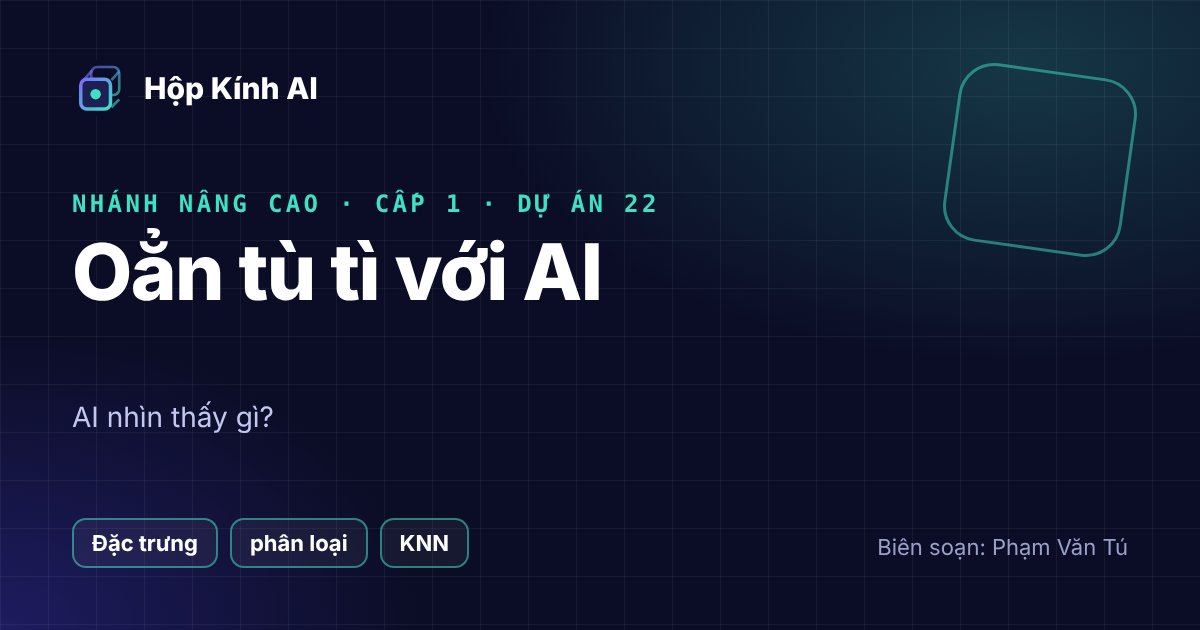 Hộp Kính AI
NHÁNH NÂNG CAO · CẤP 1 · DỰ ÁN 22
Oẳn tù tì với AI
AI nhìn thấy gì?
Đặc trưng
phân loại
KNN
Biên soạn: Phạm Văn Tú